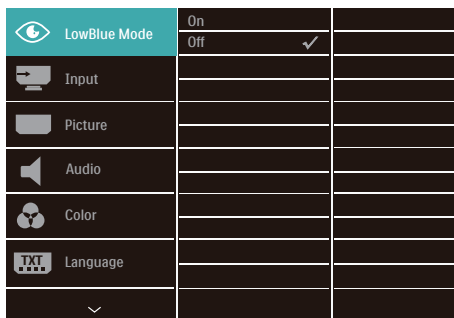 LowBlue Mode
On
Off
Input
Picture
Audio
Color
TXT
Language